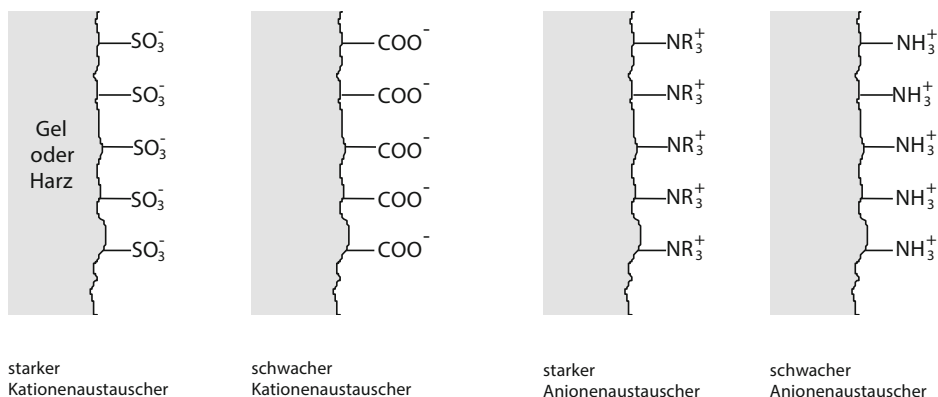 SO₃⁻ COO⁻ NR₃⁺ NH₃⁺
SO₃⁻ COO⁻ NR₃⁺ NH₃⁺
Gel
oder
Harz
SO₃⁻ COO⁻ NR₃⁺ NH₃⁺
SO₃⁻ COO⁻ NR₃⁺ NH₃⁺
SO₃⁻ COO⁻ NR₃⁺ NH₃⁺
starker
Kationenaustauscher
schwacher
Kationenaustauscher
starker
Anionenaustauscher
schwacher
Anionenaustauscher